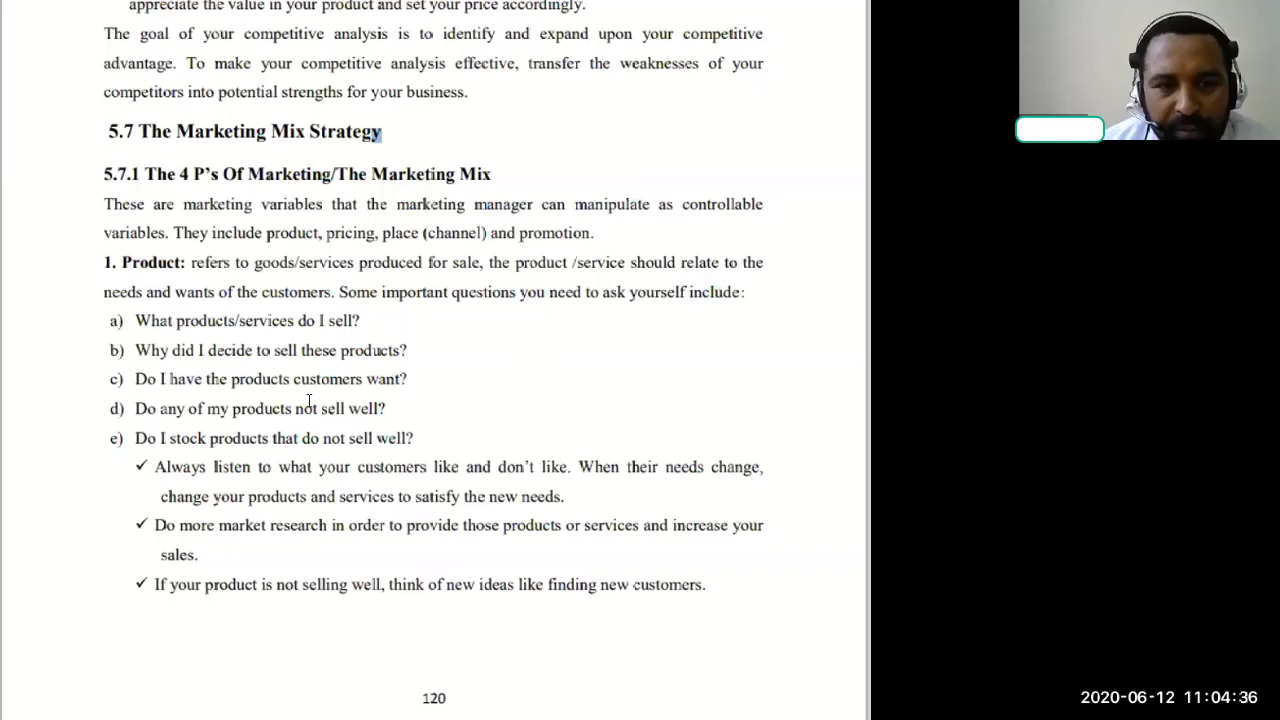 appreciate the value in your product and set your price accordingly.
The goal of your competitive analysis is to identify and expand upon your competitive
advantage. To make your competitive analysis effective, transfer the weaknesses of your
competitors into potential strengths for your business.
5.7 The Marketing Mix Strategy
5.7.1 The 4 P's Of Marketing/The Marketing Mix
These are marketing variables that the marketing manager can manipulate as controllable
variables. They include product, pricing, place (channel) and promotion.
1. Product: refers to goods/services produced for sale, the product /service should relate to the
needs and wants of the customers. Some important questions you need to ask yourself include:
a) What products/services do I sell?
b) Why did I decide to sell these products?
c) Do I have the products customers want?
d) Do any of my products not sell well?
e) Do I stock products that do not sell well?
✓ Always listen to what your customers like and don't like. When their needs change,
change your products and services to satisfy the new needs.
✓ Do more market research in order to provide those products or services and increase your
sales.
✓ If your product is not selling well, think of new ideas like finding new customers.
120
2020-06-12 11:04:36